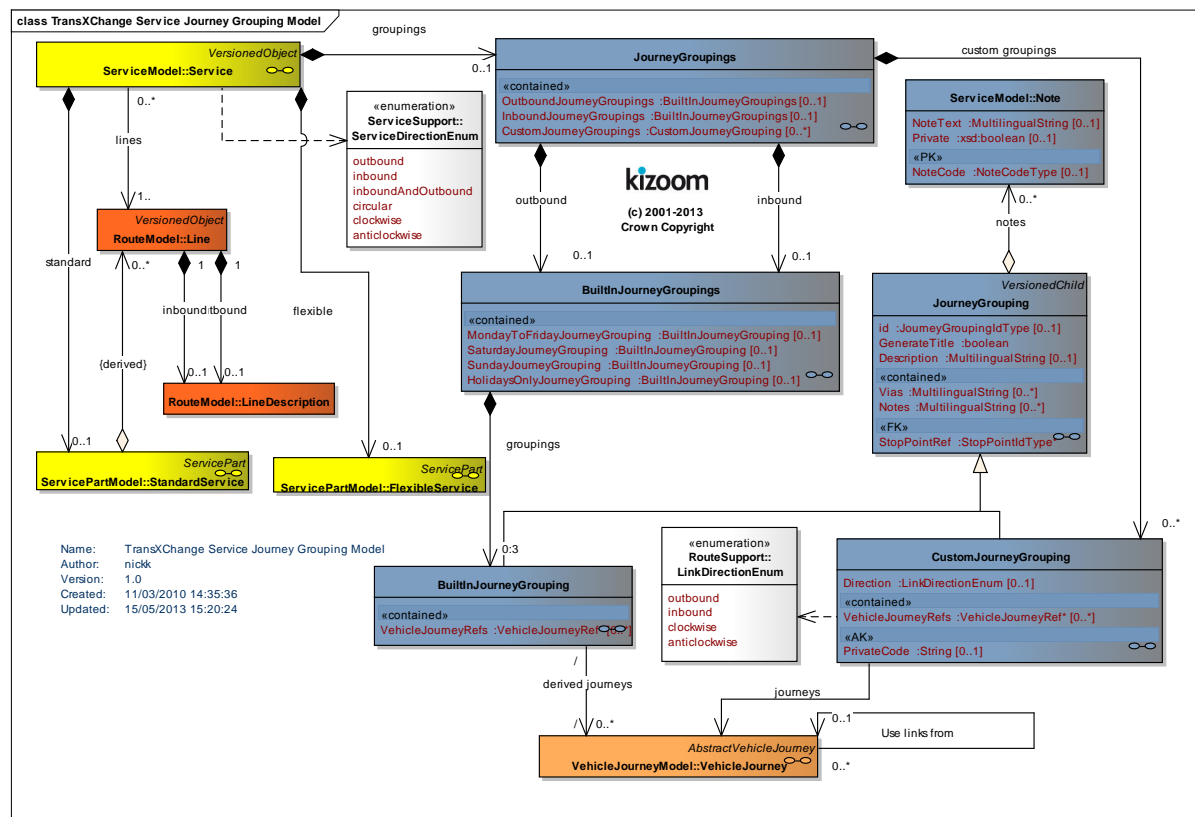 class TransXChange Service Journey Grouping Model
VersionedObject
ServiceModel::Service
groupings
0..1
JourneyGroupings
«contained»
OutboundJourneyGroupings :BuiltInJourneyGroupings [0..1]
InboundJourneyGroupings :BuiltInJourneyGroupings [0..1]
CustomJourneyGroupings :CustomJourneyGrouping [0..*]
custom groupings
ServiceModel::Note
NoteText :MultilingualString [0..1]
Private :xsd:boolean [0..1]
«PK»
NoteCode :NoteCodeType [0..1]
0..*
lines
1..
«enumeration»
ServiceSupport::
ServiceDirectionEnum
outbound
inbound
inboundAndOutbound
circular
clockwise
anticlockwise
kizoom
(c) 2001-2013
Crown Copyright
outbound
inbound
0..1
0..1
0..*
notes
VersionedObject
RouteModel::Line
standard
0..*
1
1
inbound
tbound
0..1
0..1
{derived}
RouteModel::LineDescription
flexible
BuiltInJourneyGroupings
«contained»
MondayToFridayJourneyGrouping :BuiltInJourneyGrouping [0..1]
SaturdayJourneyGrouping :BuiltInJourneyGrouping [0..1]
SundayJourneyGrouping :BuiltInJourneyGrouping [0..1]
HolidaysOnlyJourneyGrouping :BuiltInJourneyGrouping [0..1]
VersionedChild
JourneyGrouping
id :JourneyGroupingIdType [0..1]
GenerateTitle :boolean
Description :MultilingualString [0..1]
«contained»
Vias :MultilingualString [0..*]
Notes :MultilingualString [0..*]
«FK»
StopPointRef :StopPointIdType*
0..1
0..1
groupings
ServicePart
ServicePartModel::StandardService
ServicePart
ServicePartModel::FlexibleService
0..*
0:3
Name: TransXChange Service Journey Grouping Model
Author: nickk
Version: 1.0
Created: 11/03/2010 14:35:36
Updated: 15/05/2013 15:20:24
BuiltInJourneyGrouping
«contained»
VehicleJourneyRefs :VehicleJourneyRef* [0..*]
«enumeration»
RouteSupport::
LinkDirectionEnum
outbound
inbound
clockwise
anticlockwise
CustomJourneyGrouping
Direction :LinkDirectionEnum [0..1]
«contained»
VehicleJourneyRefs :VehicleJourneyRef* [0..*]
«AK»
PrivateCode :String [0..1]
/
derived journeys
/
0..*
journeys
0..1
Use links from
0..*
AbstractVehicleJourney
VehicleJourneyModel::VehicleJourney